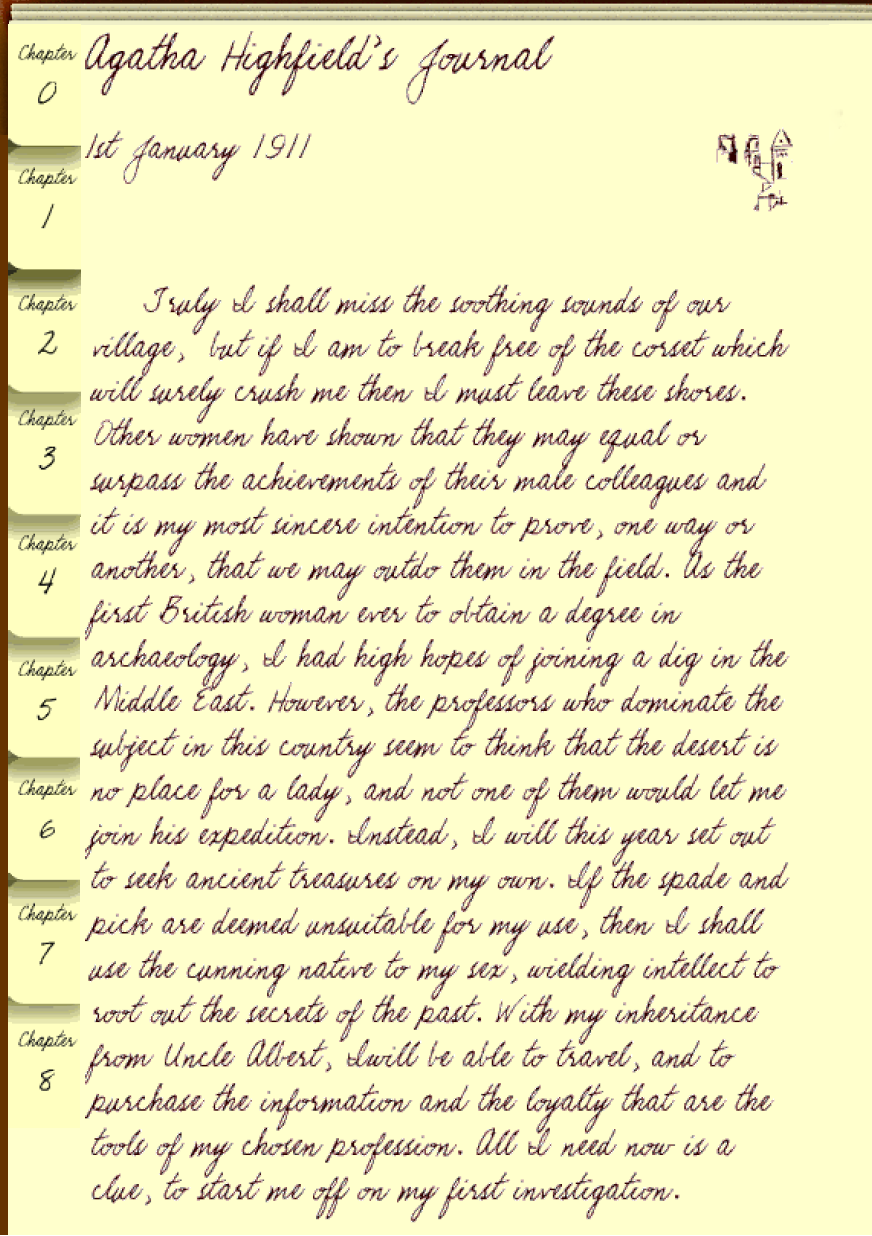 Chapter
0
Agatha Highfield's Journal
1st January 1911
Chapter
1
Chapter
2
Chapter
3
Chapter
4
Chapter
5
Chapter
6
Chapter
7
Chapter
8
Truly I shall miss the soothing sounds of our
village, but if I am to break free of the corset which
will surely crush me then I must leave these shores.
Other women have shown that they may equal or
surpass the achievements of their male colleagues and
it is my most sincere intention to prove, one way or
another, that we may outdo them in the field. As the
first British woman ever to obtain a degree in
archaeology, I had high hopes of joining a dig in the
Middle East. However, the professors who dominate the
subject in this country seem to think that the desert is
no place for a lady, and not one of them would let me
join his expedition. Instead, I will this year set out
to seek ancient treasures on my own. If the spade and
pick are deemed unsuitable for my use, then I shall
use the cunning native to my sex, wielding intellect to
root out the secrets of the past. With my inheritance
from Uncle Albert, Iwill be able to travel, and to
purchase the information and the loyalty that are the
tools of my chosen profession. All I need now is a
clue, to start me off on my first investigation.